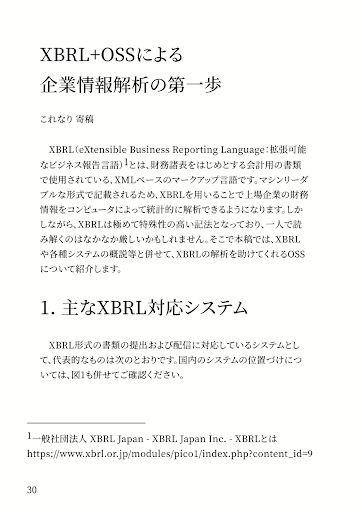 XBRL+OSSによる
企業情報解析の第一歩
これなり 寄稿
XBRL（eXtensible Business Reporting Language：拡張可能
なビジネス報告言語）1とは、財務諸表をはじめとする会計用の書類
で使用されている、XMLベースのマークアップ言語です。マシンリーダ
ブルな形式で記載されるため、XBRLを用いることで上場企業の財務
情報をコンピュータによって統計的に解析できるようになります。しか
しながら、XBRLは極めて特殊性の高い記法となっており、一人で読
み解くのはなかなか厳しいかもしれません。そこで本稿では、XBRL
や各種システムの概説等と併せて、XBRLの解析を助けてくれるOSS
について紹介します。
1. 主なXBRL対応システム
XBRL形式の書類の提出および配信に対応しているシステムとし
て、代表的なものは次のとおりです。国内のシステムの位置づけにつ
いては、図1も併せてご確認ください。
1一般社団法人 XBRL Japan - XBRL Japan Inc. - XBRLとは
https://www.xbrl.or.jp/modules/pico1/index.php?content_id=9
30